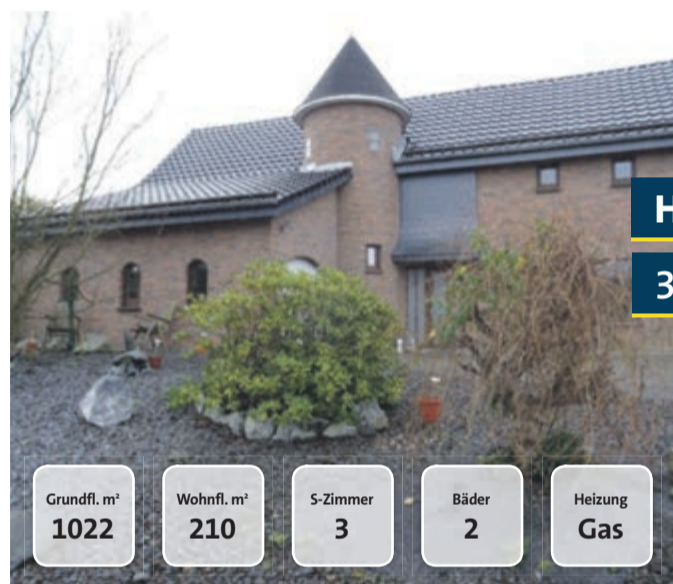 H
3
Grundfl. m²
1022
Wohnfl. m²
210
S-Zimmer
3
Bäder
2
Heizung
Gas